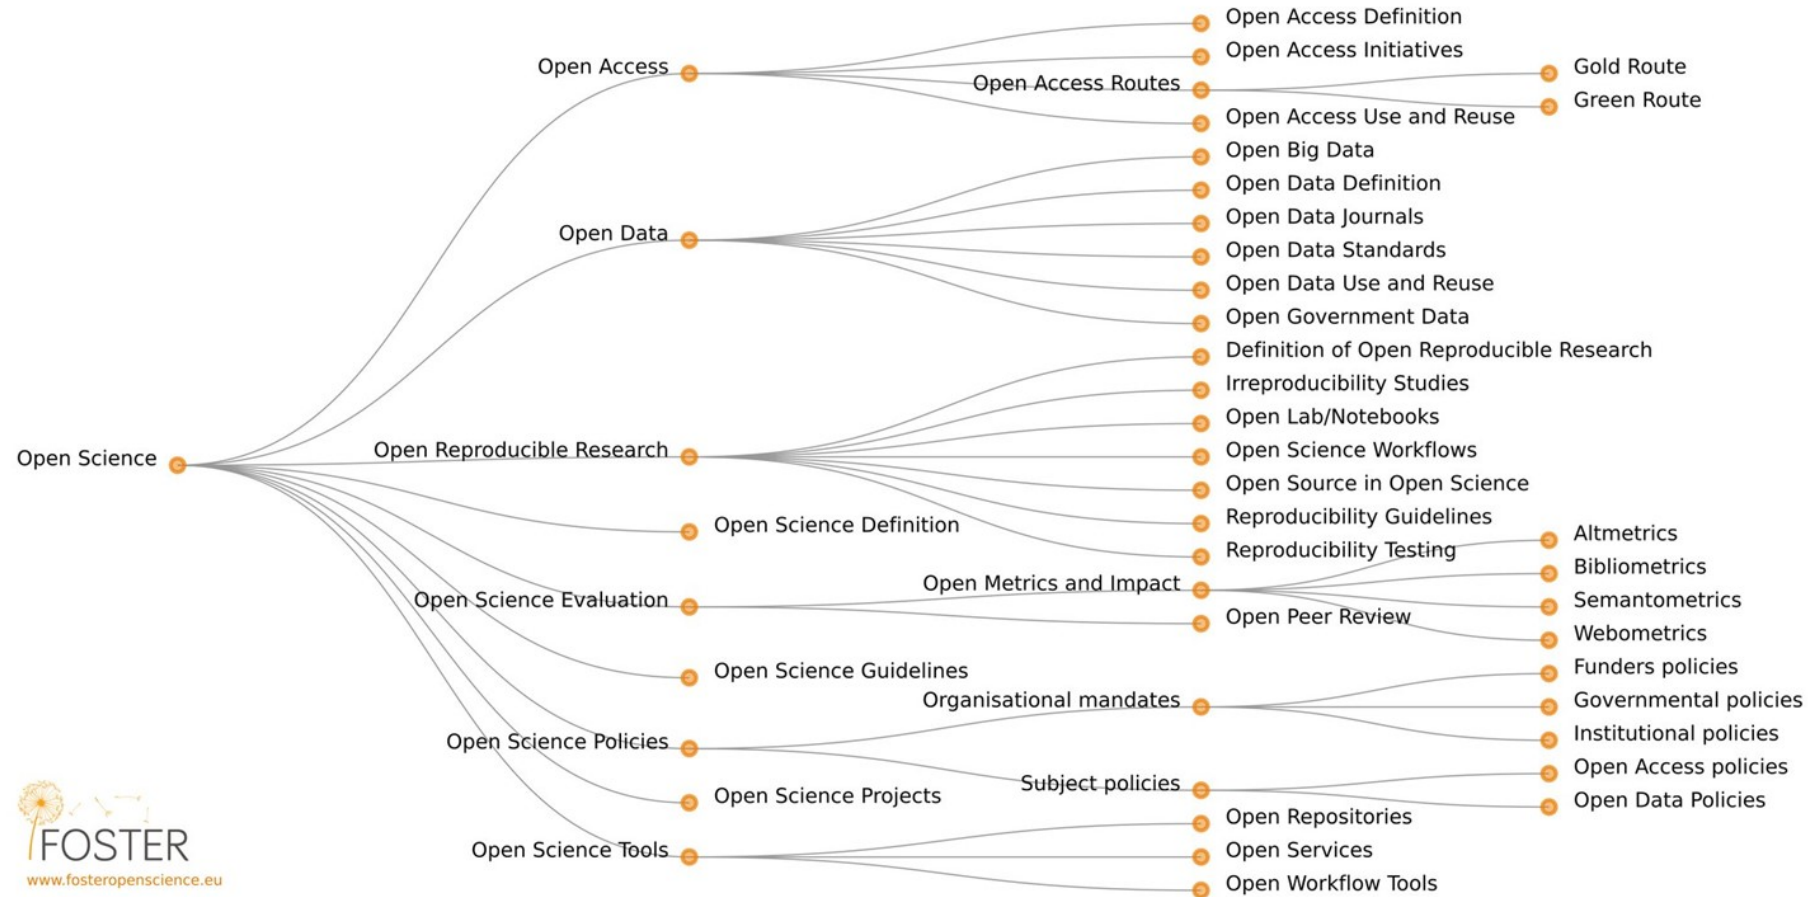 Open Science
Open Access
Open Access Definition
Open Access Initiatives
Open Access Routes
Gold Route
Green Route
Open Access Use and Reuse
Open Data
Open Big Data
Open Data Definition
Open Data Journals
Open Data Standards
Open Data Use and Reuse
Open Government Data
Open Reproducible Research
Definition of Open Reproducible Research
Irreproducibility Studies
Open Lab/Notebooks
Open Science Workflows
Open Source in Open Science
Reproducibility Guidelines
Reproducibility Testing
Open Science Definition
Open Science Evaluation
Open Metrics and Impact
Altmetrics
Bibliometrics
Semantometrics
Webometrics
Open Peer Review
Open Science Guidelines
Open Science Policies
Organisational mandates
Funders policies
Governmental policies
Institutional policies
Subject policies
Open Access policies
Open Data Policies
Open Science Projects
Open Science Tools
Open Repositories
Open Services
Open Workflow Tools
FOSTER
www.fosteropenscience.eu